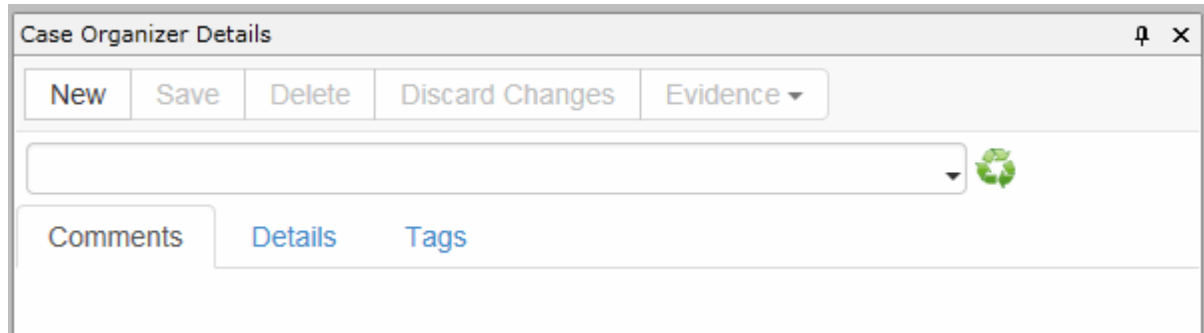 Case Organizer Details
New Save Delete Discard Changes Evidence
Comments Details Tags